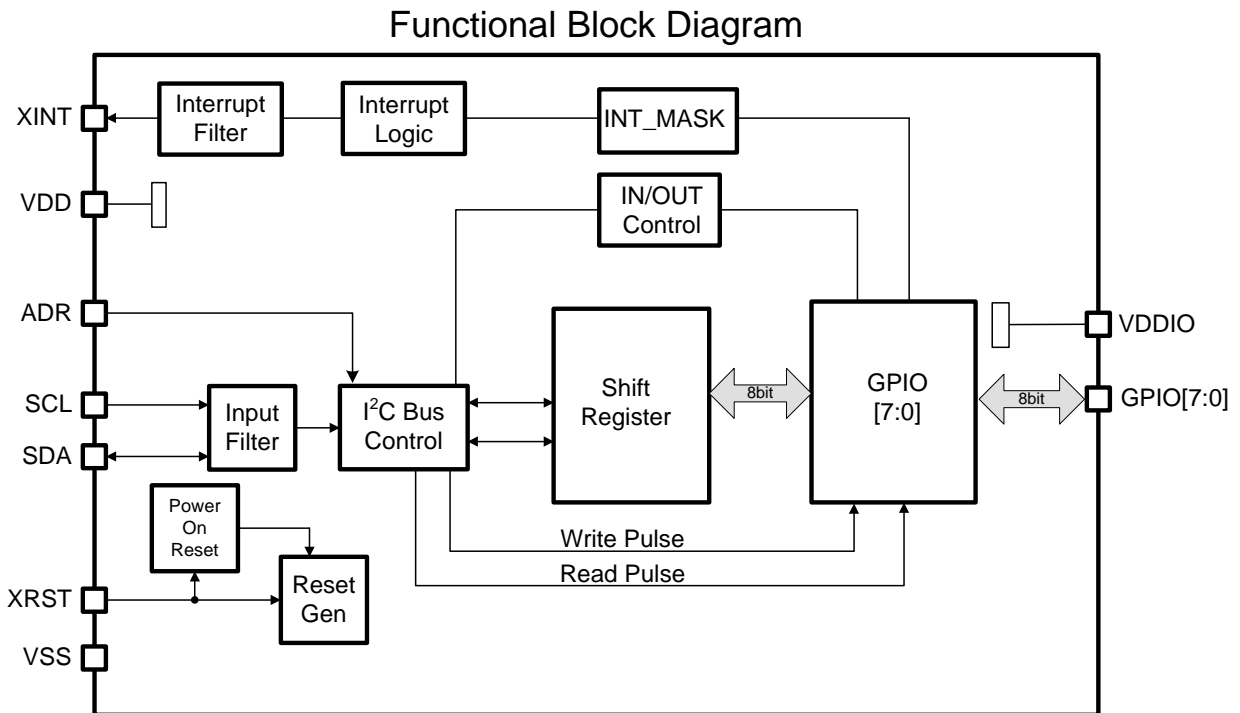 Functional Block Diagram
XINT
Interrupt
Filter
Interrupt
Logic
INT_MASK
VDD
IN/OUT
Control
ADR
VDDIO
SCL
SDA
Input
Filter
I²C Bus
Control
Shift
Register
8bit
GPIO
[7:0]
8bit
GPIO[7:0]
Power
On
Reset
Write Pulse
Read Pulse
XRST
Reset
Gen
VSS